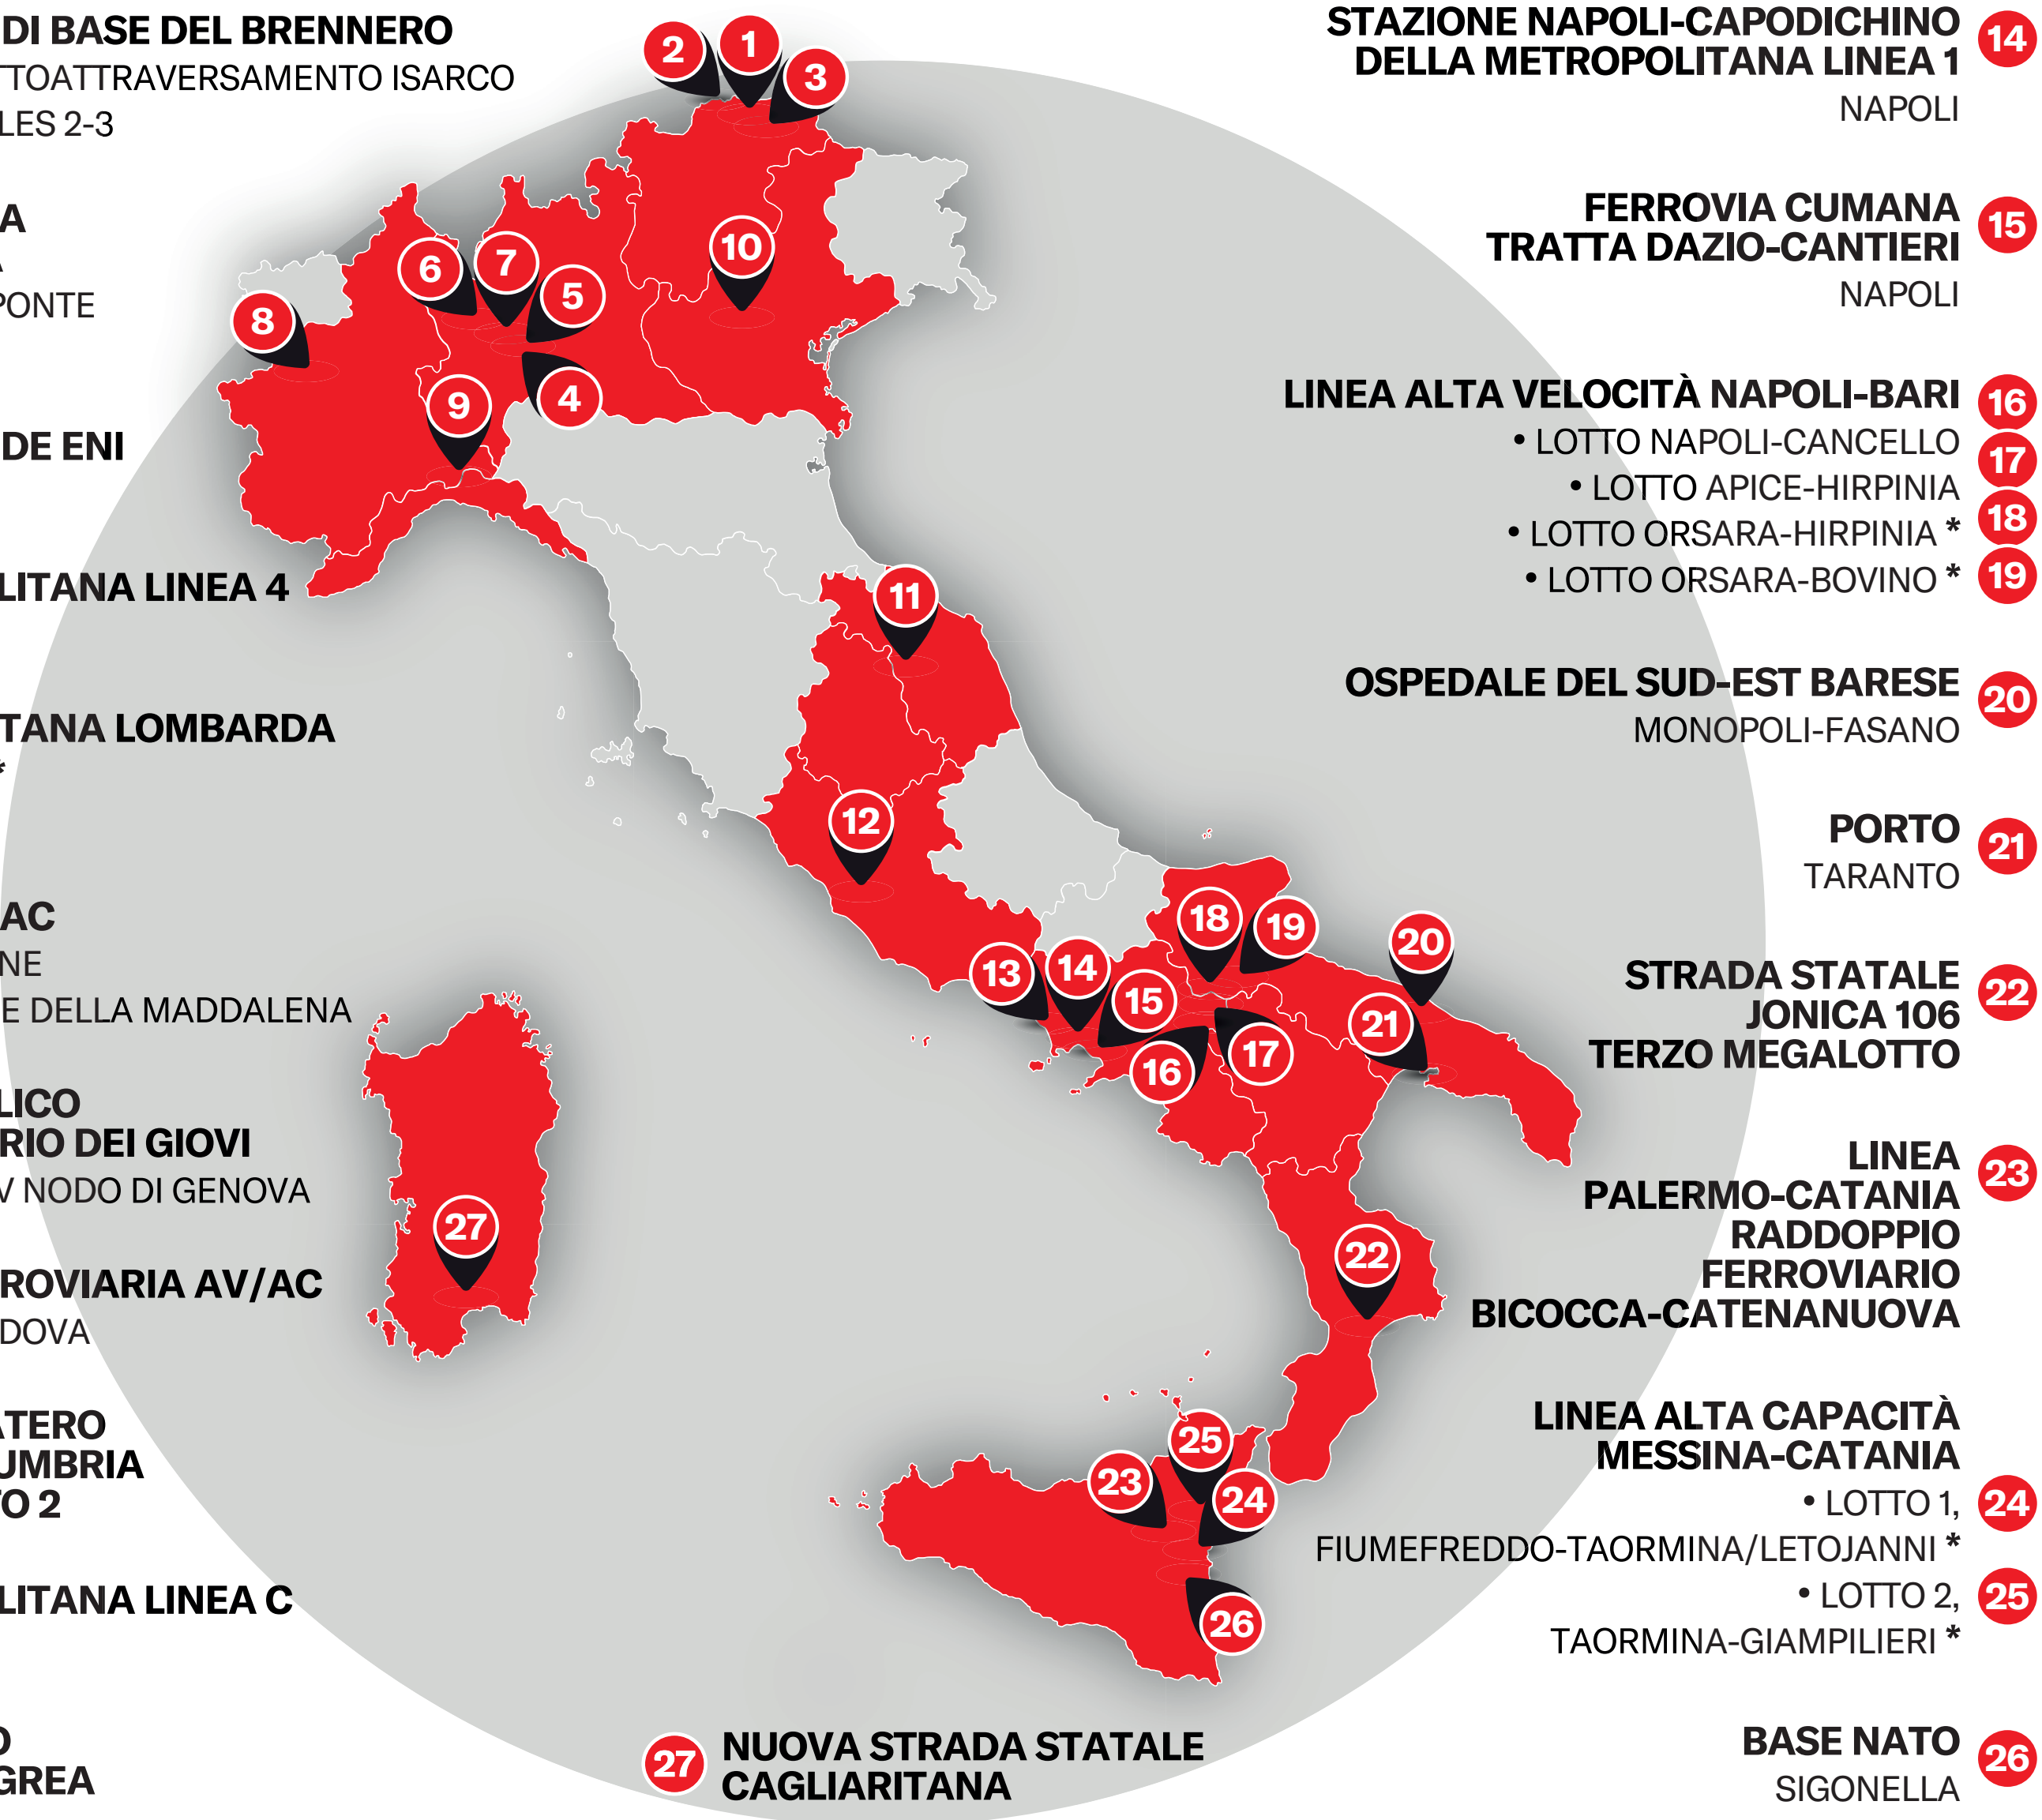 DI BASE DEL BRENNERO
TTOATTRAVERSAMENTO ISARCO
LES 2-3
A
PONTE
DE ENI
LITANA LINEA 4
TANA LOMBARDA
*
AC
NE
E DELLA MADDALENA
LICO
RIO DEI GIOVI
V NODO DI GENOVA
ROVIARIA AV/AC
DOVA
ATERO
UMBRIA
TO 2
LITANA LINEA C
O
GREA
2
1
3
6
7
5
10
8
9
4
11
12
18
19
20
13
14
15
21
16
17
27
22
25
23
24
26
27 NUOVA STRADA STATALE
CAGLIARITANA
STAZIONE NAPOLI-CAPODICHINO 14
DELLA METROPOLITANA LINEA 1
NAPOLI
FERROVIA CUMANA 15
TRATTA DAZIO-CANTIERI
NAPOLI
LINEA ALTA VELOCITÀ NAPOLI-BARI 16
• LOTTO NAPOLI-CANCELLO 17
• LOTTO APICE-HIRPINIA
• LOTTO ORSARA-HIRPINIA * 18
• LOTTO ORSARA-BOVINO * 19
OSPEDALE DEL SUD-EST BARESE 20
MONOPOLI-FASANO
PORTO 21
TARANTO
STRADA STATALE 22
JONICA 106
TERZO MEGALOTTO
LINEA 23
PALERMO-CATANIA
RADDOPPIO
FERROVIARIO
BICOCCA-CATENANUOVA
LINEA ALTA CAPACITÀ
MESSINA-CATANIA
• LOTTO 1, 24
FIUMEFREDDO-TAORMINA/LETOJANNI *
• LOTTO 2, 25
TAORMINA-GIAMPILIERI *
BASE NATO 26
SIGONELLA